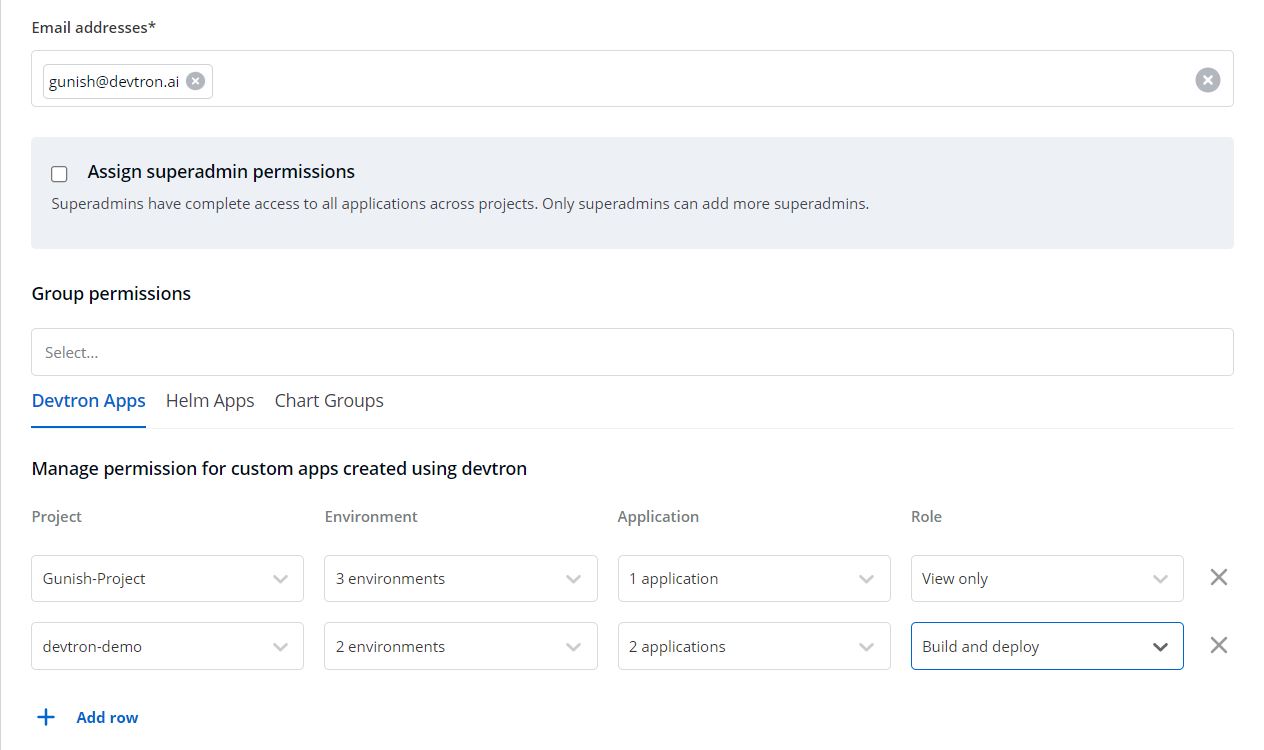 Email addresses*
gunish@devtron.ai
Assign superadmin permissions
Superadmins have complete access to all applications across projects. Only superadmins can add more superadmins.
Group permissions
Select...
Devtron Apps Helm Apps Chart Groups
Manage permission for custom apps created using devtron
Project Environment Application Role
Gunish-Project 3 environments 1 application View only
devtron-demo 2 environments 2 applications Build and deploy
Add row